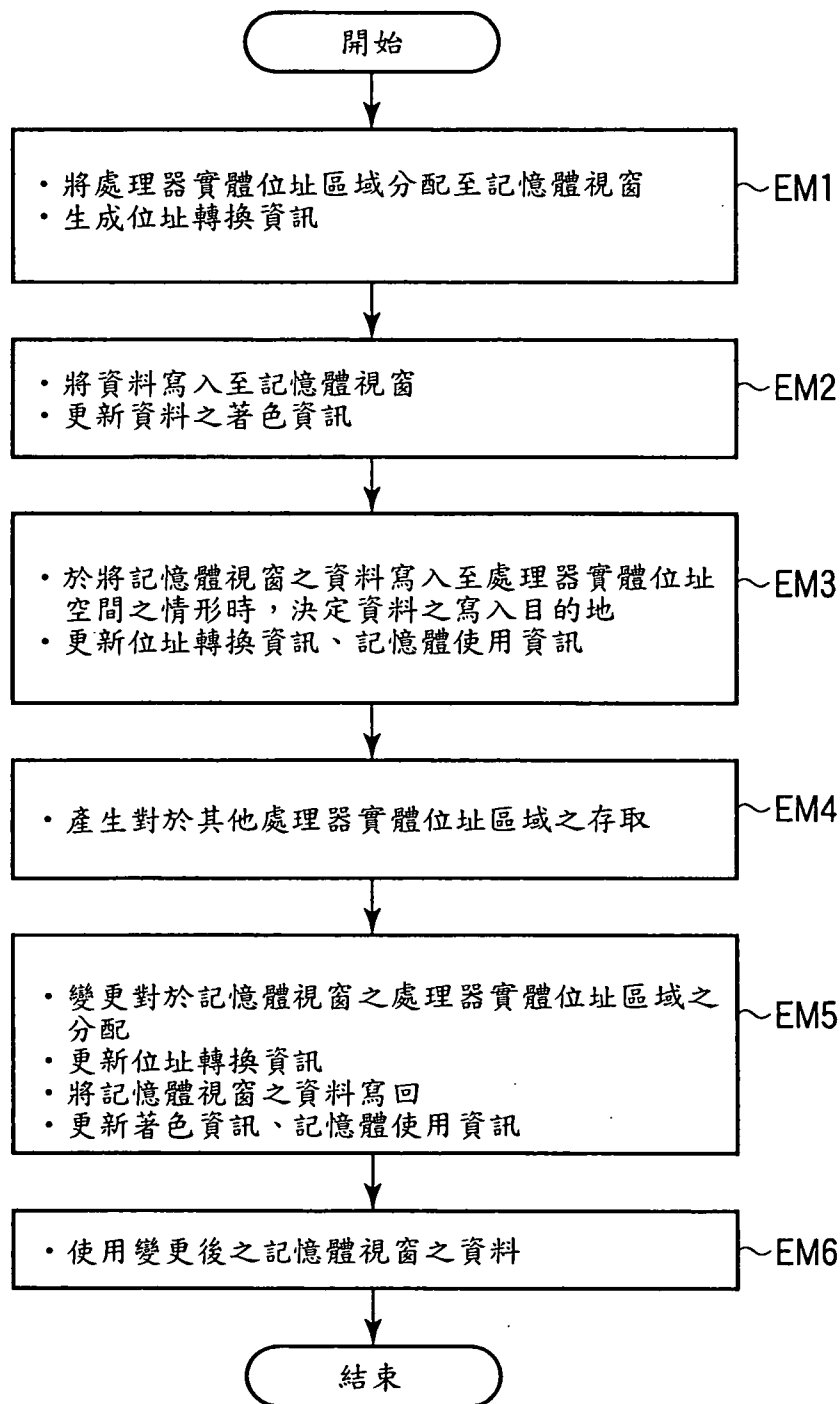 開始
・將處理器實體位址區域分配至記憶體視窗
・生成位址轉換資訊
EM1
・將資料寫入至記憶體視窗
・更新資料之著色資訊
EM2
・於將記憶體視窗之資料寫入至處理器實體位址
空間之情形時，決定資料之寫入目的地
・更新位址轉換資訊、記憶體使用資訊
EM3
・產生對於其他處理器實體位址區域之存取
EM4
・變更對於記憶體視窗之處理器實體位址區域之
分配
・更新位址轉換資訊
・將記憶體視窗之資料寫回
・更新著色資訊、記憶體使用資訊
EM5
・使用變更後之記憶體視窗之資料
EM6
結束